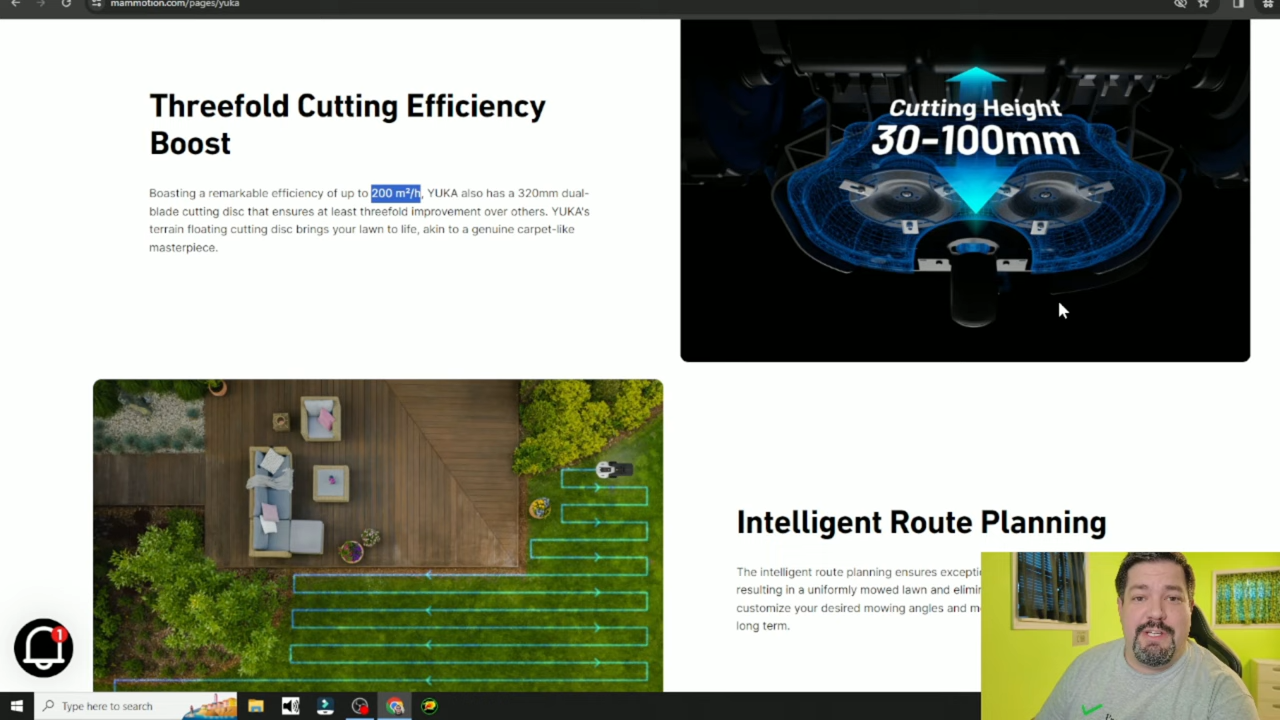 mammotion.com/pages/yuka
Threefold Cutting Efficiency
Boost
Boasting a remarkable efficiency of up to 200 m²/h, YUKA also has a 320mm dual-
blade cutting disc that ensures at least threefold improvement over others. YUKA's
terrain floating cutting disc brings your lawn to life, akin to a genuine carpet-like
masterpiece.
Cutting Height
30-100mm
Intelligent Route Planning
The intelligent route planning ensures excepti
resulting in a uniformly mowed lawn and elimin
customize your desired mowing angles and m
long term.
1
Type here to search